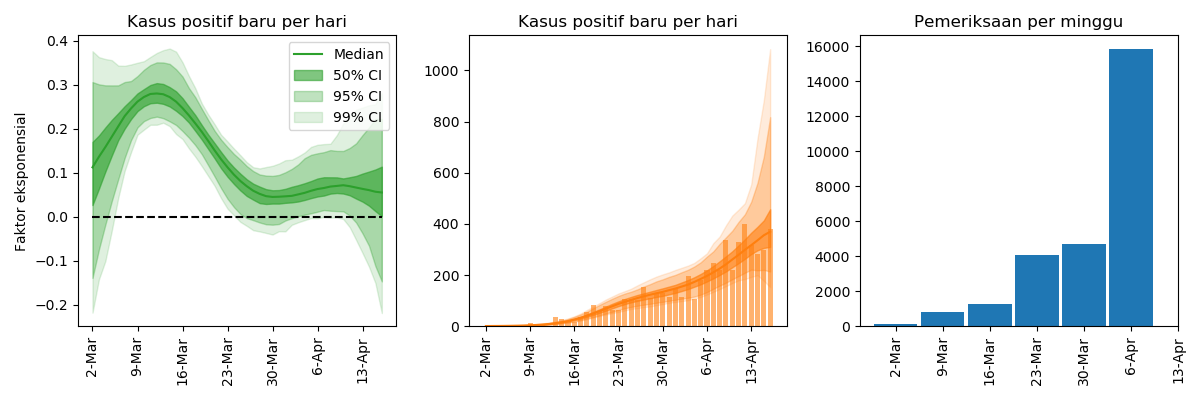 Kasus positif baru per hari
Faktor eksponensial
0.4
0.3
0.2
0.1
0.0
−0.1
−0.2
Median
50% CI
95% CI
99% CI
2-Mar
9-Mar
16-Mar
23-Mar
30-Mar
6-Apr
13-Apr
Kasus positif baru per hari
1000
800
600
400
200
0
2-Mar
9-Mar
16-Mar
23-Mar
30-Mar
6-Apr
13-Apr
Pemeriksaan per minggu
16000
14000
12000
10000
8000
6000
4000
2000
0
2-Mar
9-Mar
16-Mar
23-Mar
30-Mar
6-Apr
13-Apr